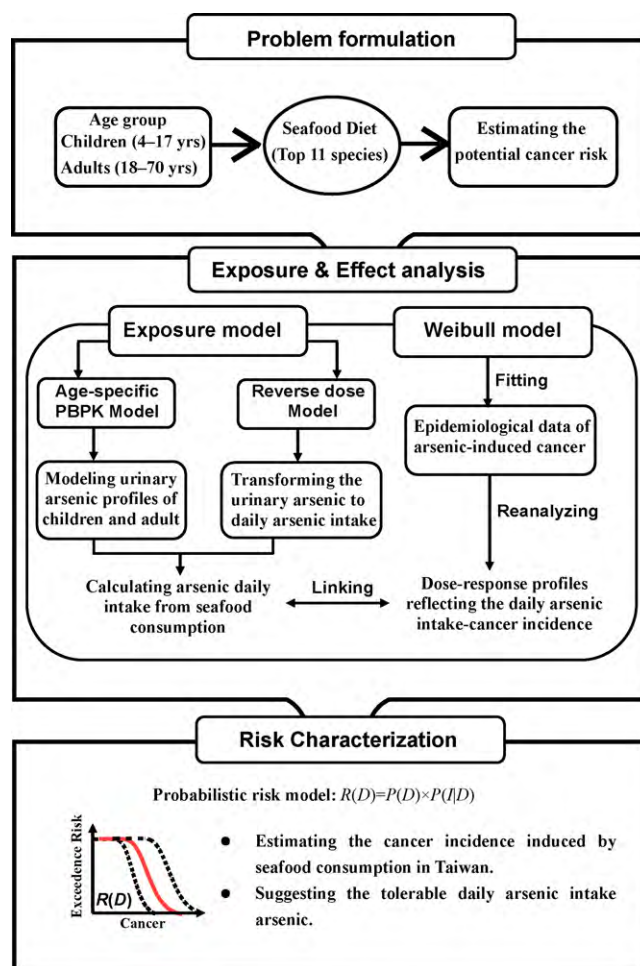 Problem formulation
Age group
Children (4–17 yrs)
Adults (18–70 yrs)
Seafood Diet
(Top 11 species)
Estimating the
potential cancer risk
Exposure & Effect analysis
Exposure model
Weibull model
Age-specific
PBPK Model
Reverse dose
Model
Fitting
Epidemiological data of
arsenic-induced cancer
Modeling urinary
arsenic profiles of
children and adult
Transforming the
urinary arsenic to
daily arsenic intake
Reanalyzing
Calculating arsenic daily
intake from seafood
consumption
Linking
Dose-response profiles
reflecting the daily arsenic
intake-cancer incidence
Risk Characterization
Probabilistic risk model: R(D)=P(D)×P(I|D)
Exceedence Risk
R(D)
Cancer
● Estimating the cancer incidence induced by
seafood consumption in Taiwan.
● Suggesting the tolerable daily arsenic intake
arsenic.